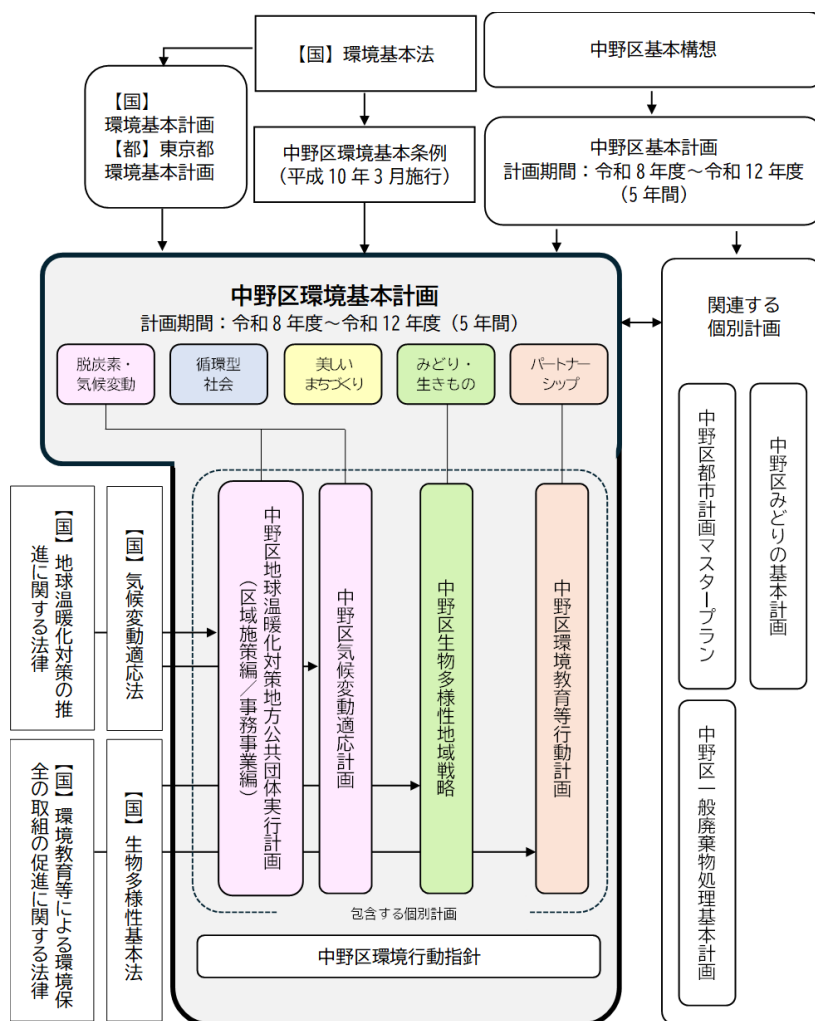 【国】環境基本法
中野区基本構想
【国】
環境基本計画
【都】東京都
環境基本計画
中野区環境基本条例
（平成 10 年 3 月施行）
中野区基本計画
計画期間：令和 8 年度～令和 12 年度
（5 年間）
中野区環境基本計画
計画期間：令和 8 年度～令和 12 年度（5 年間）
脱炭素・
気候変動
循環型
社会
美しい
まちづくり
みどり・
生きもの
パートナー
シップ
関連する
個別計画
【国】地球温暖化対策の推
進に関する法律
【国】気候変動適応法
【国】環境教育等による環境保
全の取組の促進に関する法律
【国】生物多様性基本法
中野区地球温暖化対策地方公共団体実行計画
（区域施策編／事務事業編）
中野区気候変動適応計画
中野区生物多様性地域戦略
中野区環境教育等行動計画
包含する個別計画
中野区環境行動指針
中野区都市計画マスタープラン
中野区みどりの基本計画
中野区一般廃棄物処理基本計画